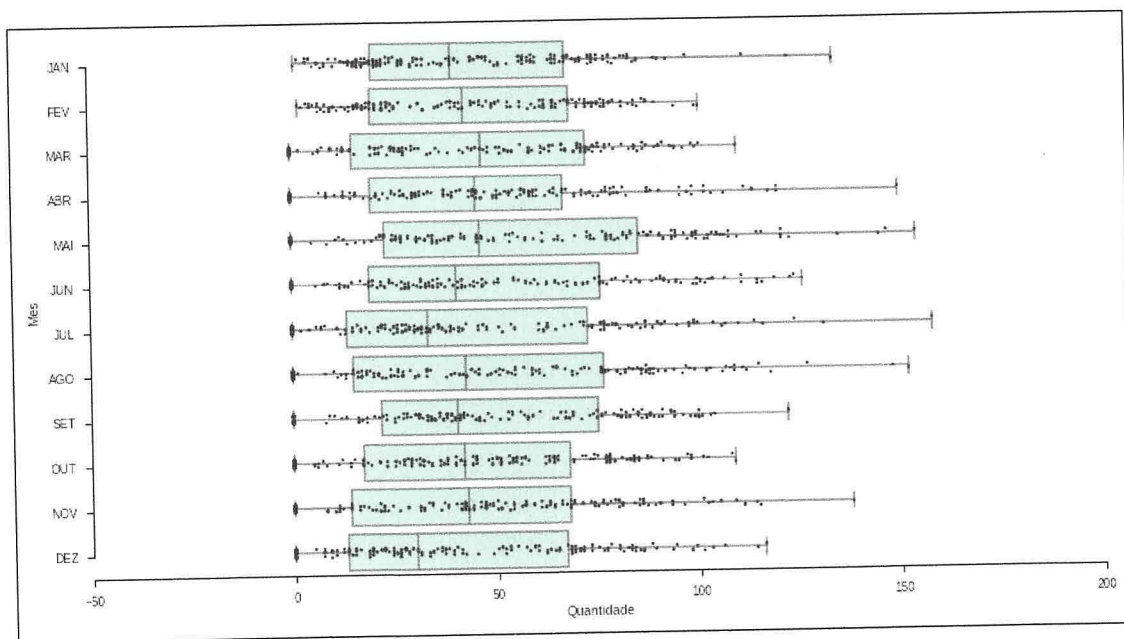 JAN
FEV
MAR
ABR
MAI
JUN
JUL
AGO
SET
OUT
NOV
DEZ
Mes
-50
0
50
100
150
200
Quantidade